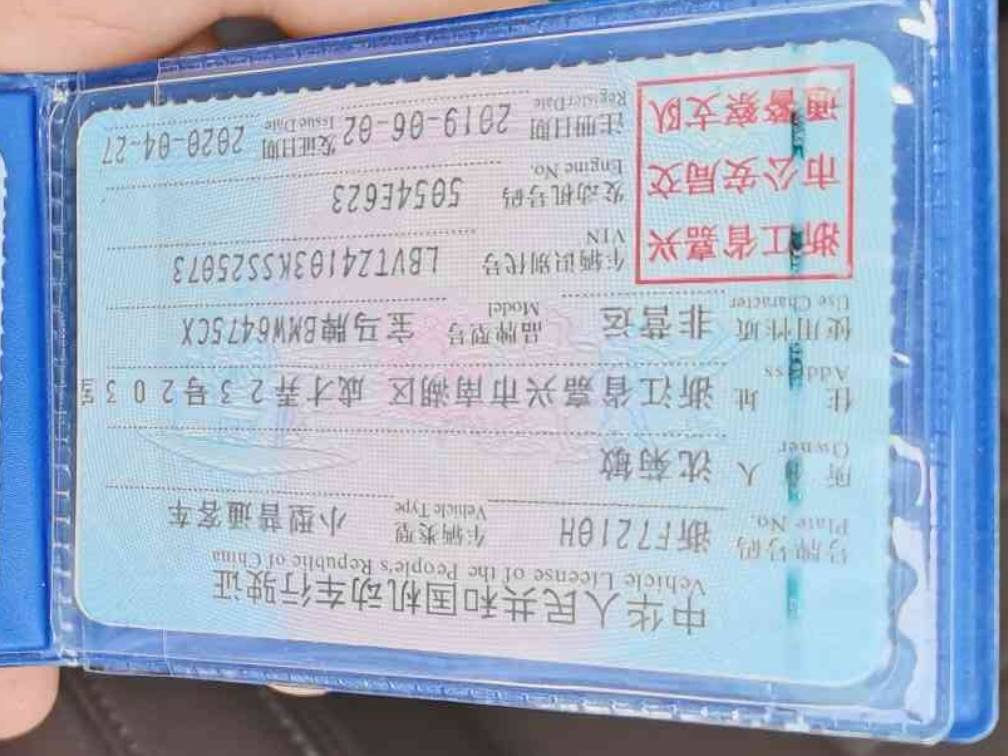 中华人民共和国机动车行驶证
Vehicle License of the People's Republic of China
号牌号码 浙F7210H 车辆类型 小型普通客车
Plate No. Vehicle Type
所 人 沈菊敏
Owner
住 址 浙江省嘉兴市南湖区 成才弄23号203室
Address
使用性质 非营运 品牌型号 宝马牌BMW6475CX
Use Character Model
浙江省嘉兴
市公安局交
通警察支队
车辆识别代号 LBVTZ4103KSS25073
VIN
发动机号码 5054E623
Engine No.
注册日期 2019-06-02 发证日期 2020-04-27
Register Date Issue Date